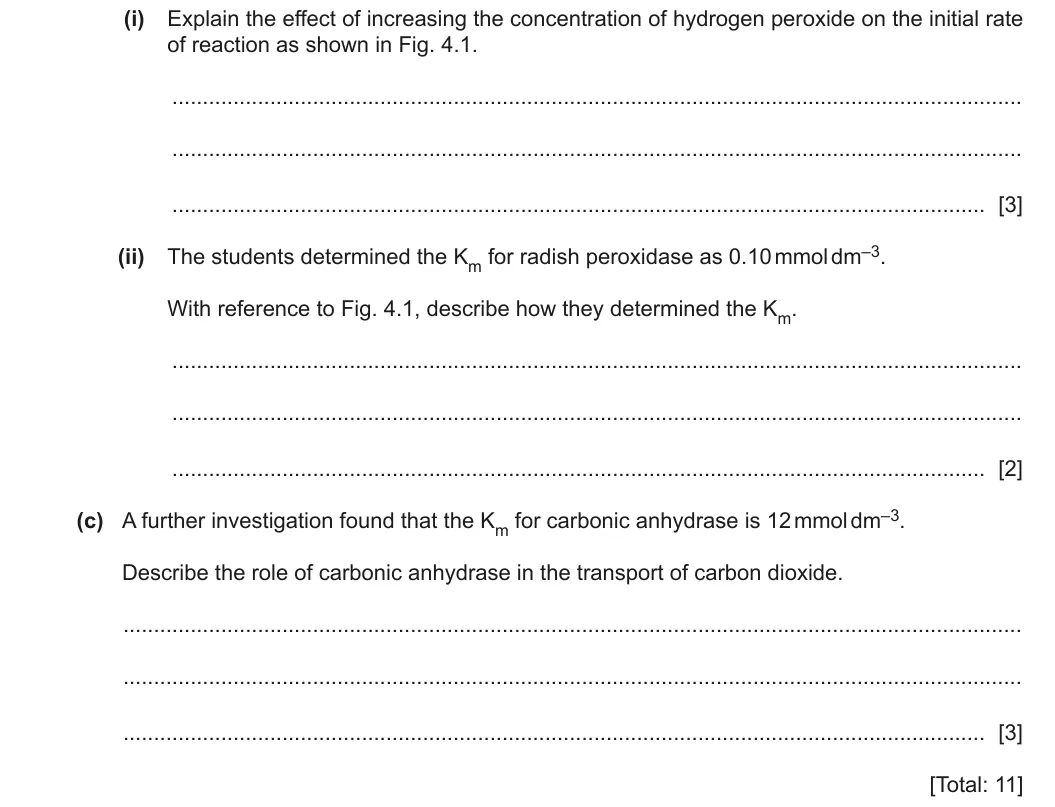 (i) Explain the effect of increasing the concentration of hydrogen peroxide on the initial rate
of reaction as shown in Fig. 4.1.
..........................................................................................................................................
..........................................................................................................................................
.................................................................................................................................... [3]
(ii) The students determined the Km for radish peroxidase as 0.10 mmol dm–3.
With reference to Fig. 4.1, describe how they determined the Km.
..........................................................................................................................................
..........................................................................................................................................
.................................................................................................................................... [2]
(c) A further investigation found that the Km for carbonic anhydrase is 12 mmol dm–3.
Describe the role of carbonic anhydrase in the transport of carbon dioxide.
..................................................................................................................................................
..................................................................................................................................................
............................................................................................................................................ [3]
[Total: 11]